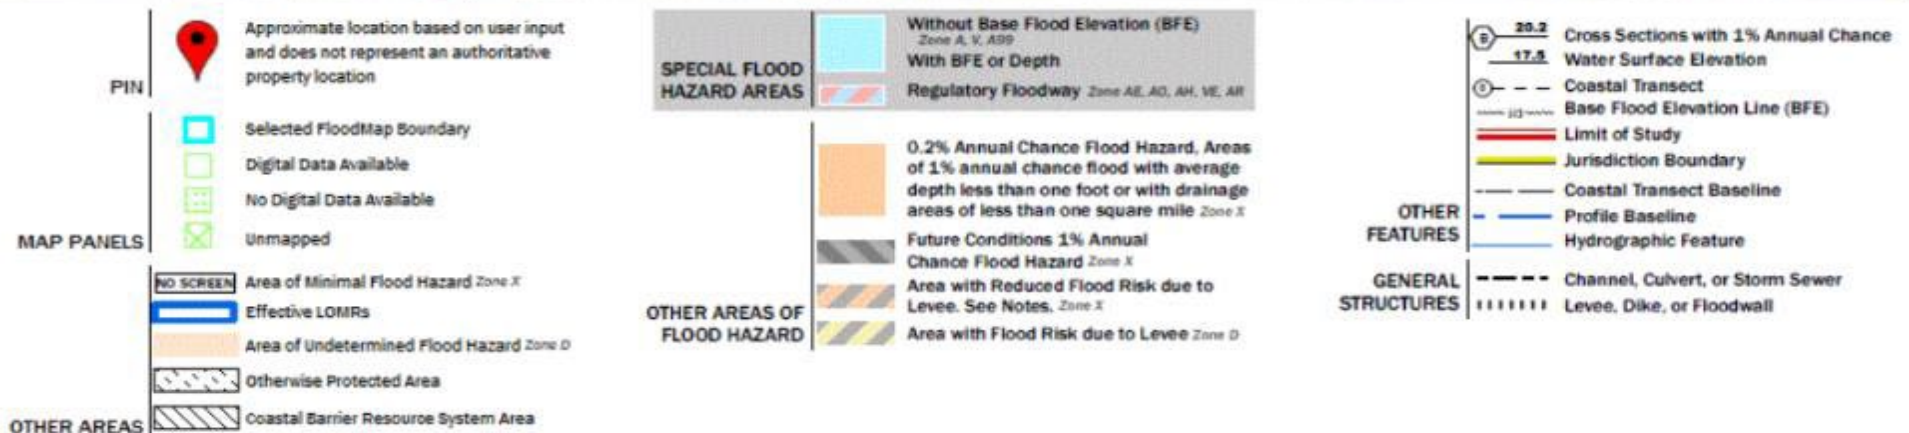 PIN
Approximate location based on user input
and does not represent an authoritative
property location
MAP PANELS
Selected FloodMap Boundary
Digital Data Available
No Digital Data Available
Unmapped
OTHER AREAS
NO SCREEN Area of Minimal Flood Hazard Zone X
Effective LOMRs
Area of Undetermined Flood Hazard Zone D
Otherwise Protected Area
Coastal Barrier Resource System Area
SPECIAL FLOOD
HAZARD AREAS
Without Base Flood Elevation (BFE)
Zone A, V, A99
With BFE or Depth
Regulatory Floodway Zone AE, AO, AH, VE, AR
OTHER AREAS OF
FLOOD HAZARD
0.2% Annual Chance Flood Hazard, Areas
of 1% annual chance flood with average
depth less than one foot or with drainage
areas of less than one square mile Zone X
Future Conditions 1% Annual
Chance Flood Hazard Zone X
Area with Reduced Flood Risk due to
Levee. See Notes. Zone X
Area with Flood Risk due to Levee Zone D
OTHER
FEATURES
20.2 Cross Sections with 1% Annual Chance
17.5 Water Surface Elevation
Coastal Transect
Base Flood Elevation Line (BFE)
Limit of Study
Jurisdiction Boundary
Coastal Transect Baseline
Profile Baseline
Hydrographic Feature
GENERAL
STRUCTURES
Channel, Culvert, or Storm Sewer
Levee, Dike, or Floodwall